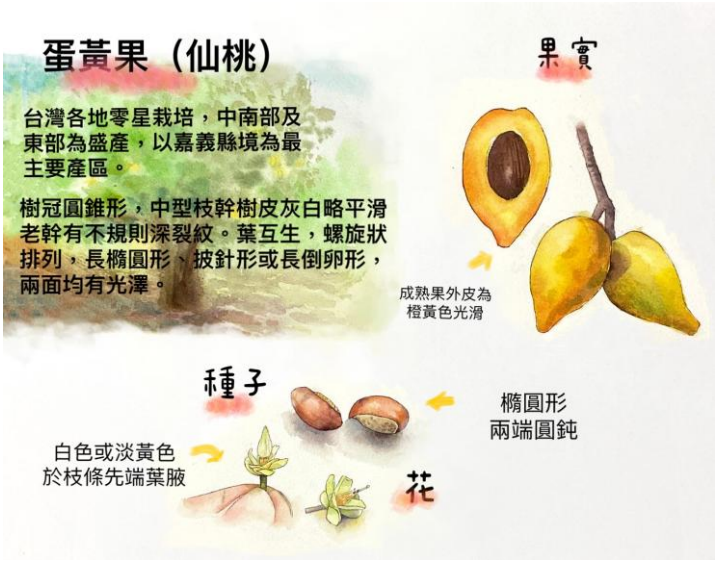 蛋黃果（仙桃）
台灣各地零星栽培，中南部及
東部為盛產，以嘉義縣境為最
主要產區。
樹冠圓錐形，中型枝幹樹皮灰白略平滑
老幹有不規則深裂紋。葉互生，螺旋狀
排列，長橢圓形、披針形或長倒卵形，
兩面均有光澤。
果實
成熟果外皮為
橙黃色光滑
種子
橢圓形
兩端圓鈍
白色或淡黃色
於枝條先端葉腋
花